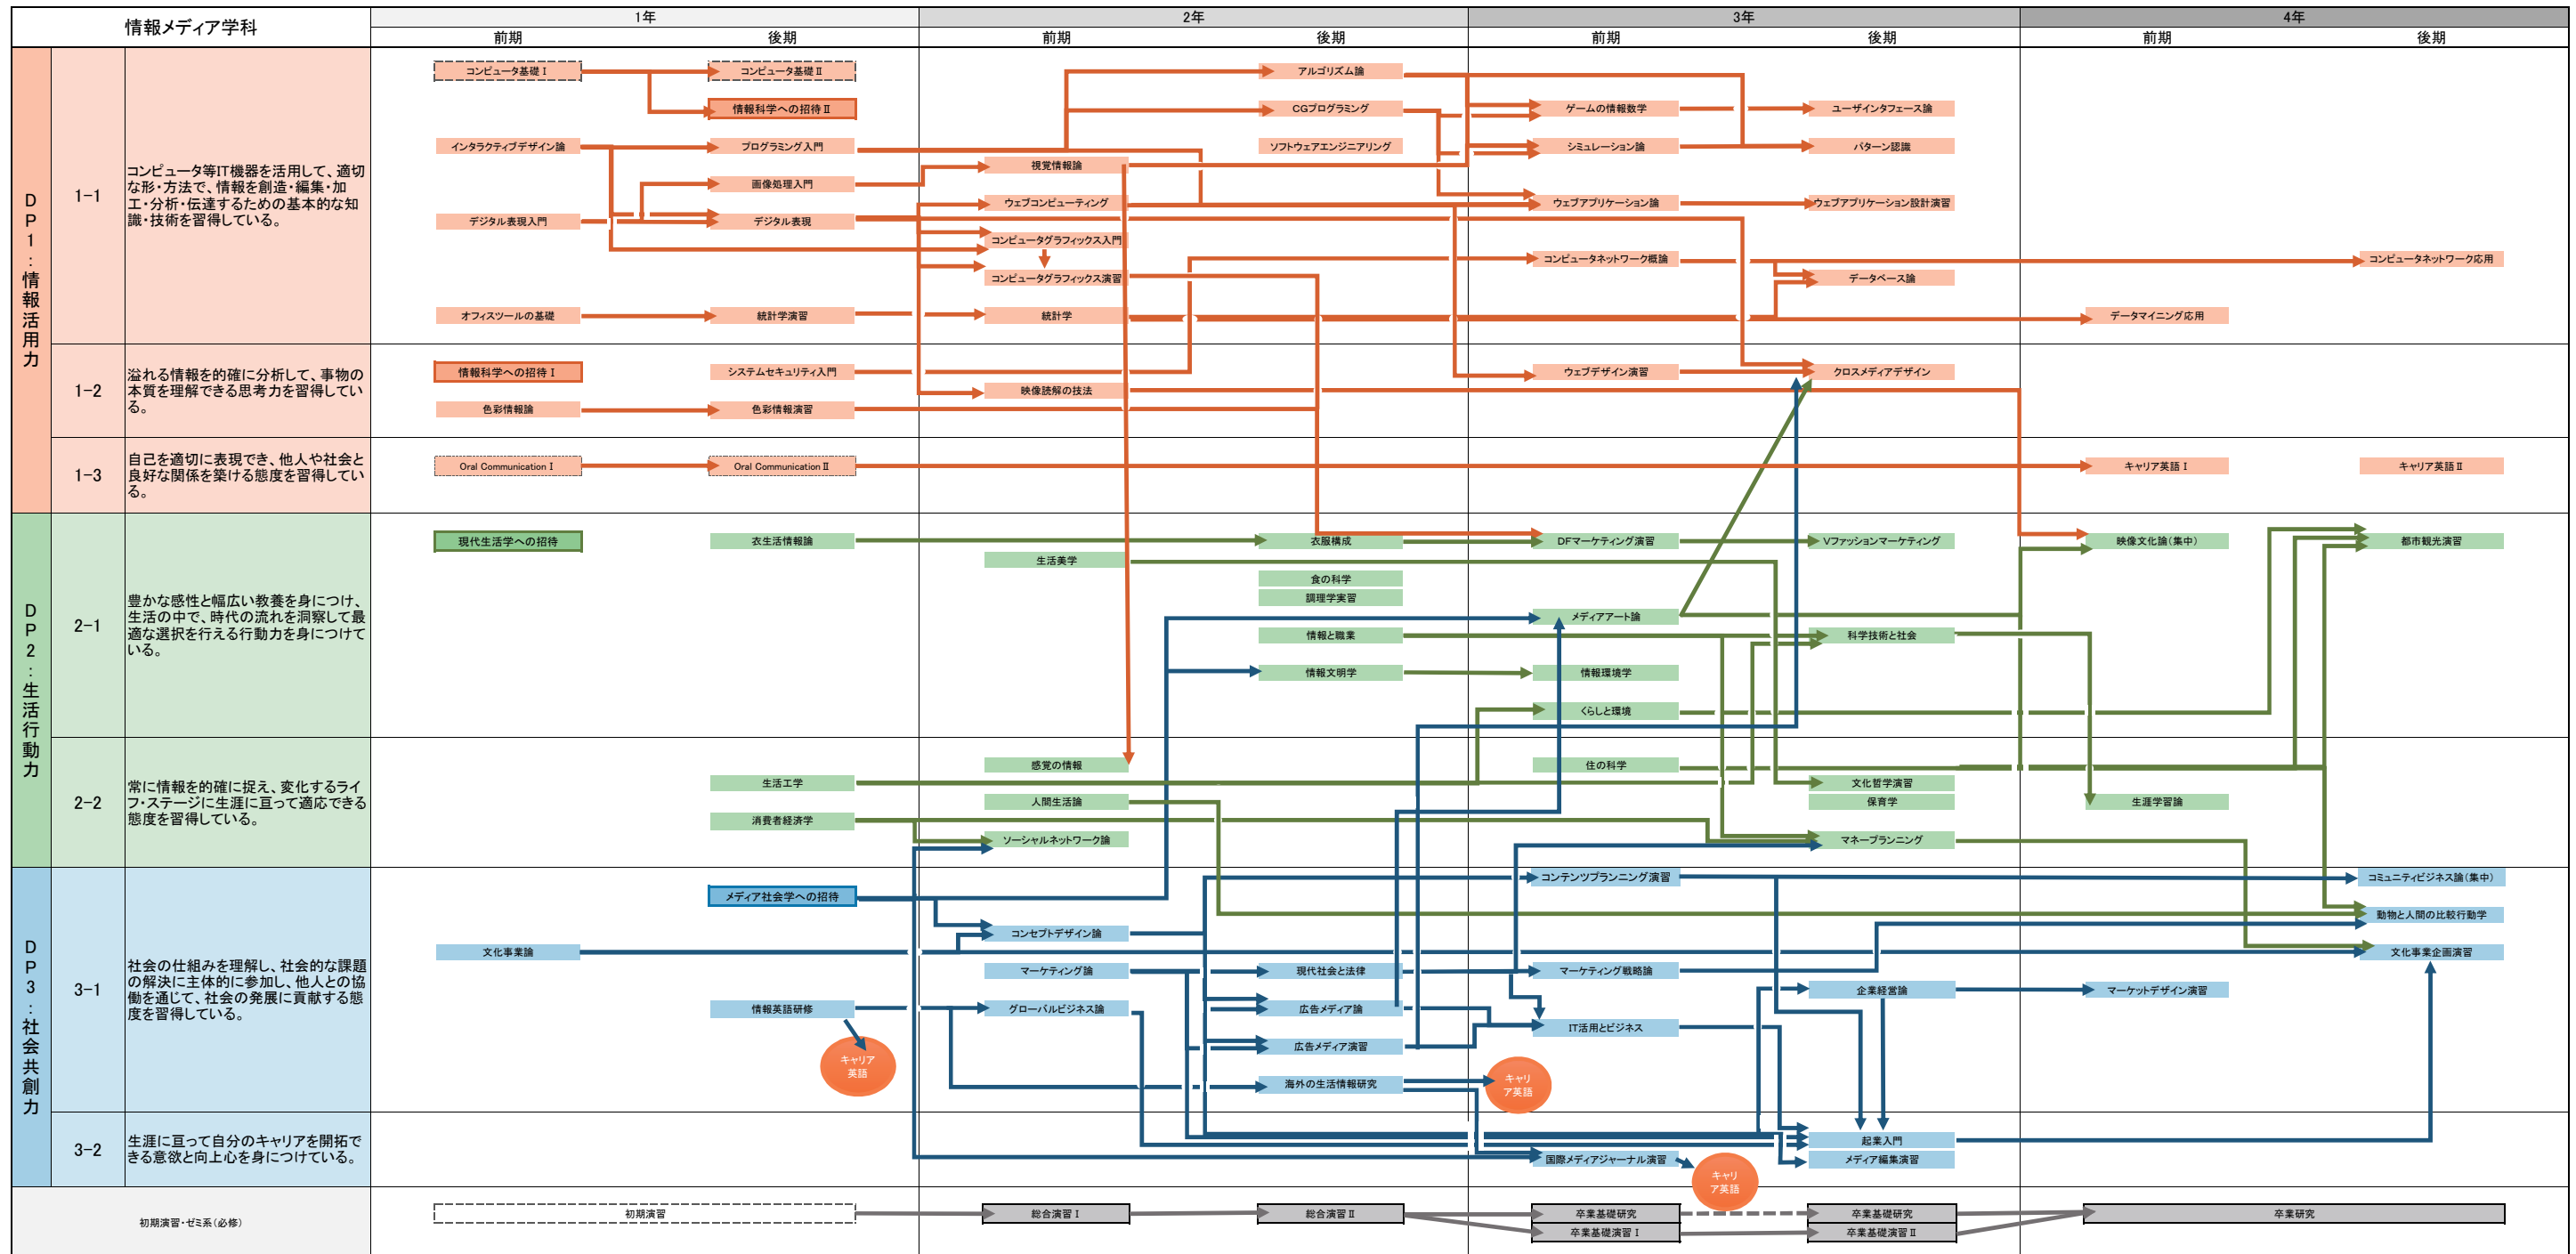 情報メディア学科
1年
2年
3年
4年
前期
後期
前期
後期
前期
後期
前期
後期
DP1:情報活用力
1-1
コンピュータ等IT機器を活用して、適切
な形・方法で、情報を創造・編集・加
工・分析・伝達するための基本的な知
識・技術を習得している。
コンピュータ基礎Ⅰ
コンピュータ基礎Ⅱ
アルゴリズム論
情報科学への招待Ⅱ
CGプログラミング
ゲームの情報数学
ユーザインタフェース論
インタラクティブデザイン論
プログラミング入門
ソフトウェアエンジニアリング
シミュレーション論
パターン認識
視覚情報論
画像処理入門
ウェブコンピューティング
ウェブアプリケーション論
ウェブアプリケーション設計演習
デジタル表現入門
デジタル表現
コンピュータグラフィックス入門
コンピュータネットワーク概論
コンピュータネットワーク応用
コンピュータグラフィックス演習
データベース論
オフィスツールの基礎
統計学演習
統計学
データマイニング応用
1-2
溢れる情報を的確に分析して、事物の
本質を理解できる思考力を習得してい
る。
情報科学への招待Ⅰ
システムセキュリティ入門
ウェブデザイン演習
クロスメディアデザイン
映像読解の技法
色彩情報論
色彩情報演習
1-3
自己を適切に表現でき、他人や社会と
良好な関係を築ける態度を習得してい
る。
Oral Communication Ⅰ
Oral Communication Ⅱ
キャリア英語Ⅰ
キャリア英語Ⅱ
DP2:生活行動力
2-1
豊かな感性と幅広い教養を身につけ、
生活の中で、時代の流れを洞察して最
適な選択を行える行動力を身につけて
いる。
現代生活学への招待
衣生活情報論
衣服構成
DFマーケティング演習
Vファッションマーケティング
映像文化論(集中)
都市観光演習
生活美学
食の科学
調理学実習
メディアアート論
情報と職業
科学技術と社会
情報文明学
情報環境学
くらしと環境
2-2
常に情報を的確に捉え、変化するライ
フ・ステージに生涯に亘って適応できる
態度を習得している。
感覚の情報
住の科学
生活工学
文化哲学演習
人間生活論
保育学
生涯学習論
消費者経済学
ソーシャルネットワーク論
マネープランニング
DP3:社会共創力
3-1
社会の仕組みを理解し、社会的な課題
の解決に主体的に参加し、他人との協
働を通じて、社会の発展に貢献する態
度を習得している。
コンテンツプランニング演習
コミュニティビジネス論(集中)
メディア社会学への招待
動物と人間の比較行動学
コンセプトデザイン論
文化事業論
文化事業企画演習
マーケティング論
現代社会と法律
マーケティング戦略論
企業経営論
マーケットデザイン演習
情報英語研修
グローバルビジネス論
広告メディア論
IT活用とビジネス
広告メディア演習
キャリア
英語
海外の生活情報研究
キャリ
ア英語
3-2
生涯に亘って自分のキャリアを開拓で
きる意欲と向上心を身につけている。
起業入門
国際メディアジャーナル演習
メディア編集演習
キャリ
ア英語
初期演習・ゼミ系(必修)
初期演習
総合演習Ⅰ
総合演習Ⅱ
卒業基礎研究
卒業基礎研究
卒業研究
卒業基礎演習Ⅰ
卒業基礎演習Ⅱ